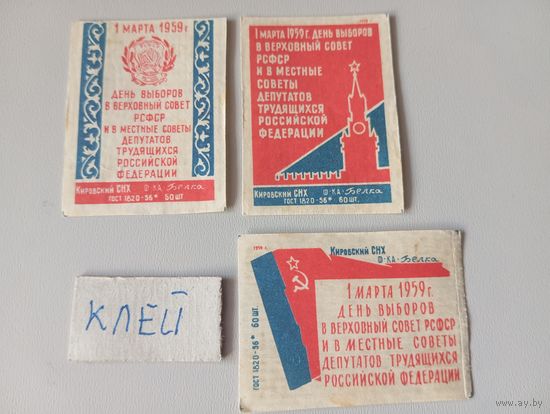 1 МАРТА 1959 г.
ДЕНЬ ВЫБОРОВ
В ВЕРХОВНЫЙ СОВЕТ
РСФСР
И В МЕСТНЫЕ СОВЕТЫ
ДЕПУТАТОВ
ТРУДЯЩИХСЯ
РОССИЙСКОЙ
ФЕДЕРАЦИИ
Кировский СНХ Ф-КА Белка
ГОСТ 1820-56* 60 ШТ.
1 МАРТА 1959 г. ДЕНЬ ВЫБОРОВ
В ВЕРХОВНЫЙ СОВЕТ
РСФСР
И В МЕСТНЫЕ
СОВЕТЫ
ДЕПУТАТОВ
ТРУДЯЩИХСЯ
РОССИЙСКОЙ
ФЕДЕРАЦИИ
Кировский СНХ Ф-КА Белка
ГОСТ 1820-56* 60 ШТ.
1959 г.
Кировский СНХ
Ф-КА Белка
1 МАРТА 1959 г.
ДЕНЬ ВЫБОРОВ
В ВЕРХОВНЫЙ СОВЕТ РСФСР
И В МЕСТНЫЕ СОВЕТЫ
ДЕПУТАТОВ ТРУДЯЩИХСЯ
РОССИЙСКОЙ ФЕДЕРАЦИИ
ГОСТ 1820-56* 60 ШТ.
КЛЕЙ
www.ay.by